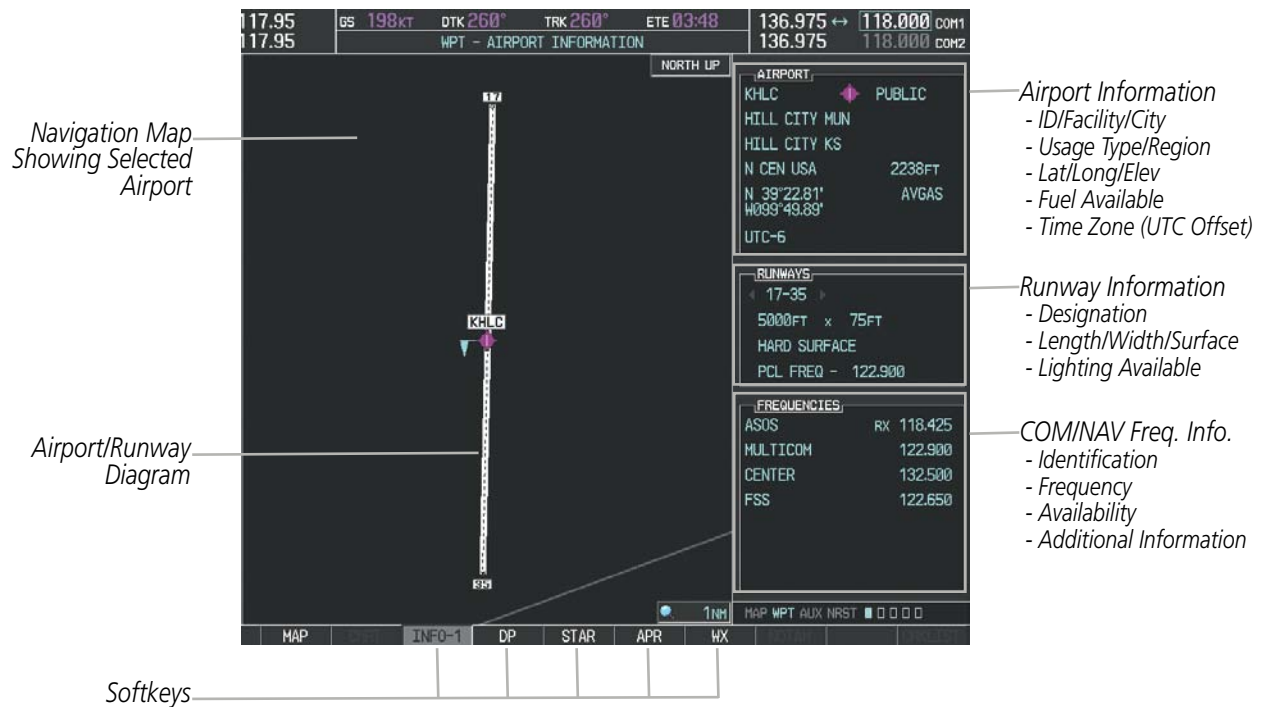 117.95 GS 198KT DTK 260° TRK 260° ETE 03:48 136.975 ↔ 118.000 COM1
117.95 WPT - AIRPORT INFORMATION 136.975 118.000 COM2
NORTH UP
17
KHLC
35
1NM
AIRPORT
KHLC PUBLIC
HILL CITY MUN
HILL CITY KS
N CEN USA 2238FT
N 39°22.81' AVGAS
W099°49.89'
UTC-6
RUNWAYS
17-35
5000FT x 75FT
HARD SURFACE
PCL FREQ - 122.900
FREQUENCIES
ASOS RX 118.425
MULTICOM 122.900
CENTER 132.500
FSS 122.650
MAP WPT AUX NRST
MAP INFO-1 DP STAR APR WX
Navigation Map
Showing Selected
Airport
Airport/Runway
Diagram
Softkeys
Airport Information
- ID/Facility/City
- Usage Type/Region
- Lat/Long/Elev
- Fuel Available
- Time Zone (UTC Offset)
Runway Information
- Designation
- Length/Width/Surface
- Lighting Available
COM/NAV Freq. Info.
- Identification
- Frequency
- Availability
- Additional Information